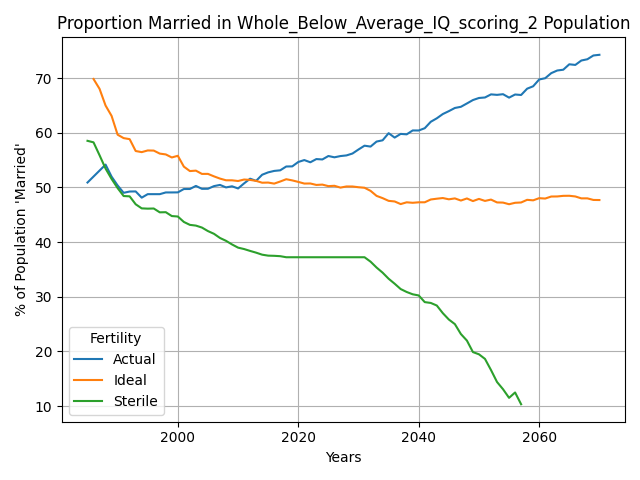 Proportion Married in Whole_Below_Average_IQ_scoring_2 Population
% of Population 'Married'
70
60
50
40
30
20
10
Fertility
Actual
Ideal
Sterile
2000 2020 2040 2060
Years